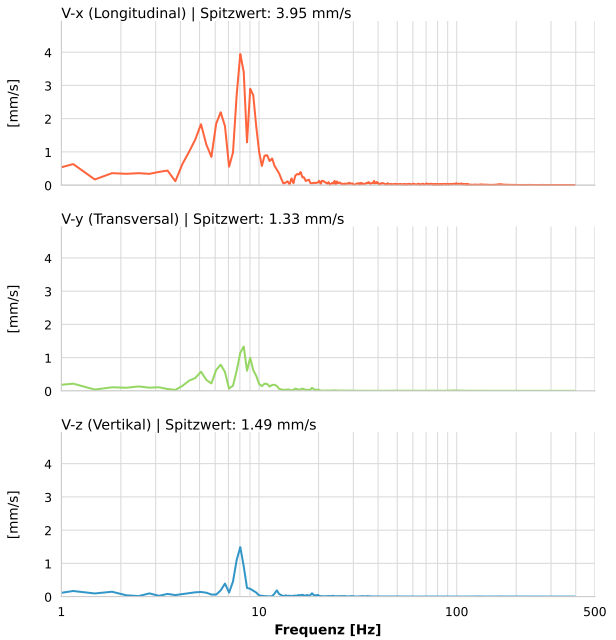 V-x (Longitudinal) | Spitzwert: 3.95 mm/s
[mm/s]
4
3
2
1
0
V-y (Transversal) | Spitzwert: 1.33 mm/s
[mm/s]
4
3
2
1
0
V-z (Vertikal) | Spitzwert: 1.49 mm/s
[mm/s]
4
3
2
1
0
1 10 100 500
Frequenz [Hz]